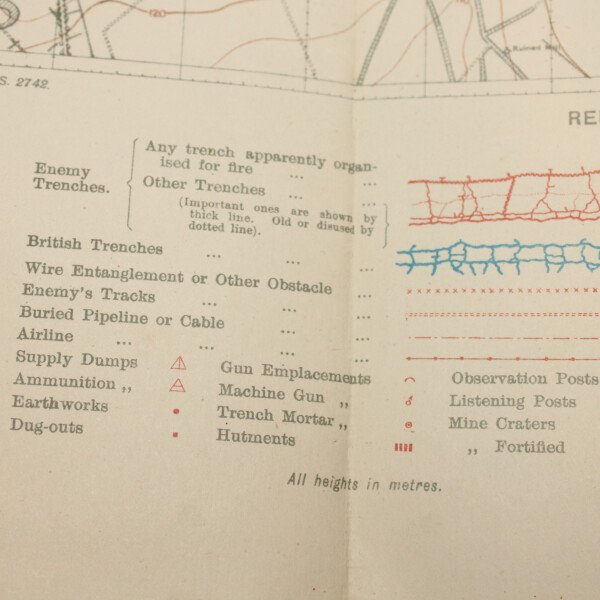 120
Ruined Mill
S. 2742.
RE
Enemy Trenches.
Any trench apparently organ-
ised for fire ... ...
Other Trenches ... ...
(Important ones are shown by
thick line. Old or disused by
dotted line).
British Trenches ... ... ...
Wire Entanglement or Other Obstacle ...
Enemy's Tracks ... ... ...
Buried Pipeline or Cable ... ...
Airline ... ... ... ...
Supply Dumps Gun Emplacements Observation Posts
Ammunition „ Machine Gun „ Listening Posts
Earthworks Trench Mortar „ Mine Craters
Dug-outs Hutments „ Fortified
All heights in metres.